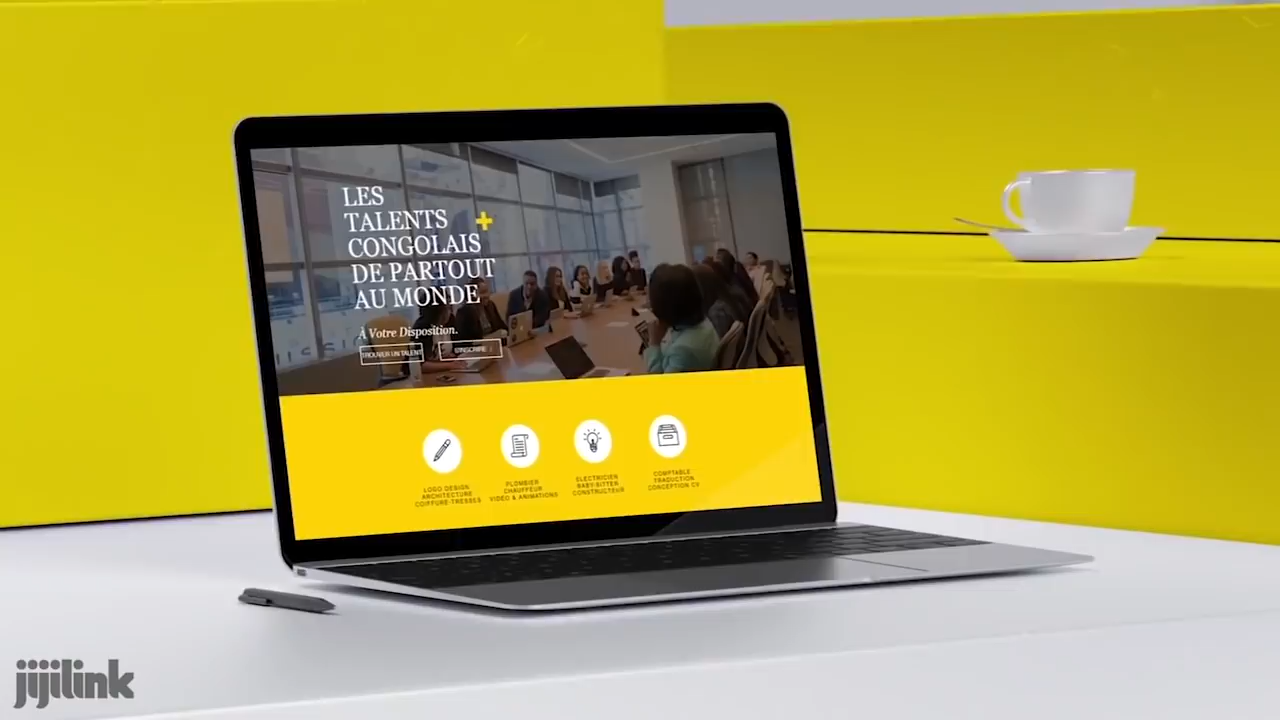 LES
TALENTS
CONGOLAIS
DE PARTOUT
AU MONDE
À Votre Disposition.
TROUVER UN TALENT
S'INSCRIRE
LOGO DESIGN
ARCHITECTURE
COIFFURE-TRESSES
PLOMBIER
CHAUFFEUR
VIDEO & ANIMATIONS
ELECTRICIEN
BABY-SITTER
CONSTRUCTEUR
COMPTABLE
TRADUCTION
CONCEPTION CV
jijilink